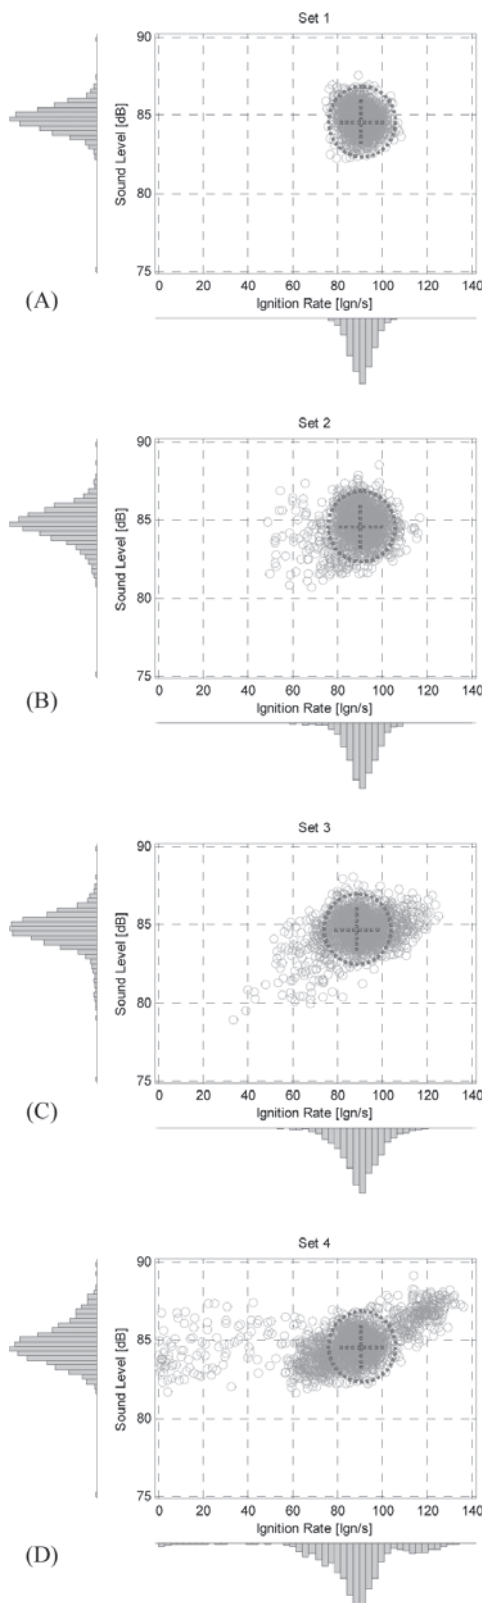 Set 1
90
85
80
75
Sound Level [dB]
0 20 40 60 80 100 120 140
Ignition Rate [Ign/s]
(A)
Set 2
90
85
80
75
Sound Level [dB]
0 20 40 60 80 100 120 140
Ignition Rate [Ign/s]
(B)
Set 3
90
85
80
75
Sound Level [dB]
0 20 40 60 80 100 120 140
Ignition Rate [Ign/s]
(C)
Set 4
90
85
80
75
Sound Level [dB]
0 20 40 60 80 100 120 140
Ignition Rate [Ign/s]
(D)